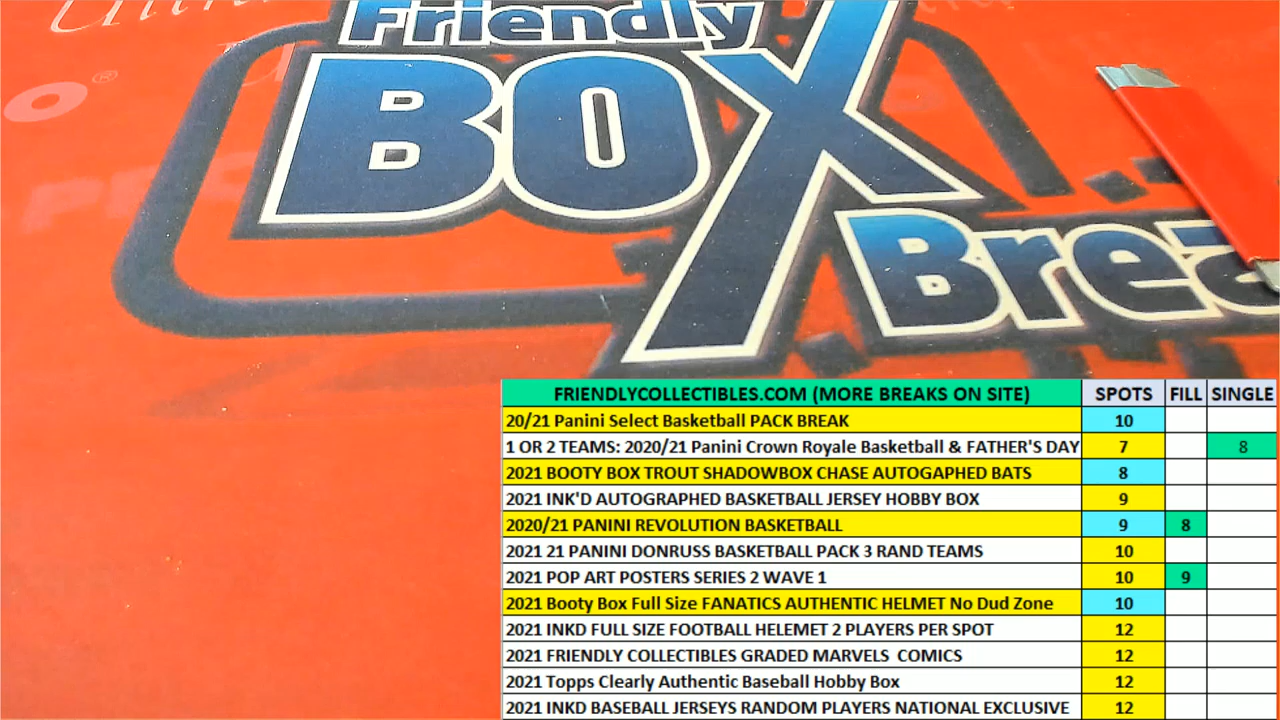 Friendly
BOX
Brea
PRO
O®
FRIENDLYCOLLECTIBLES.COM (MORE BREAKS ON SITE) SPOTS FILL SINGLE
20/21 Panini Select Basketball PACK BREAK 10
1 OR 2 TEAMS: 2020/21 Panini Crown Royale Basketball & FATHER'S DAY 7 8
2021 BOOTY BOX TROUT SHADOWBOX CHASE AUTOGAPHED BATS 8
2021 INK'D AUTOGRAPHED BASKETBALL JERSEY HOBBY BOX 9
2020/21 PANINI REVOLUTION BASKETBALL 9 8
2021 21 PANINI DONRUSS BASKETBALL PACK 3 RAND TEAMS 10
2021 POP ART POSTERS SERIES 2 WAVE 1 10 9
2021 Booty Box Full Size FANATICS AUTHENTIC HELMET No Dud Zone 10
2021 INKD FULL SIZE FOOTBALL HELEMET 2 PLAYERS PER SPOT 12
2021 FRIENDLY COLLECTIBLES GRADED MARVELS COMICS 12
2021 Topps Clearly Authentic Baseball Hobby Box 12
2021 INKD BASEBALL JERSEYS RANDOM PLAYERS NATIONAL EXCLUSIVE 12